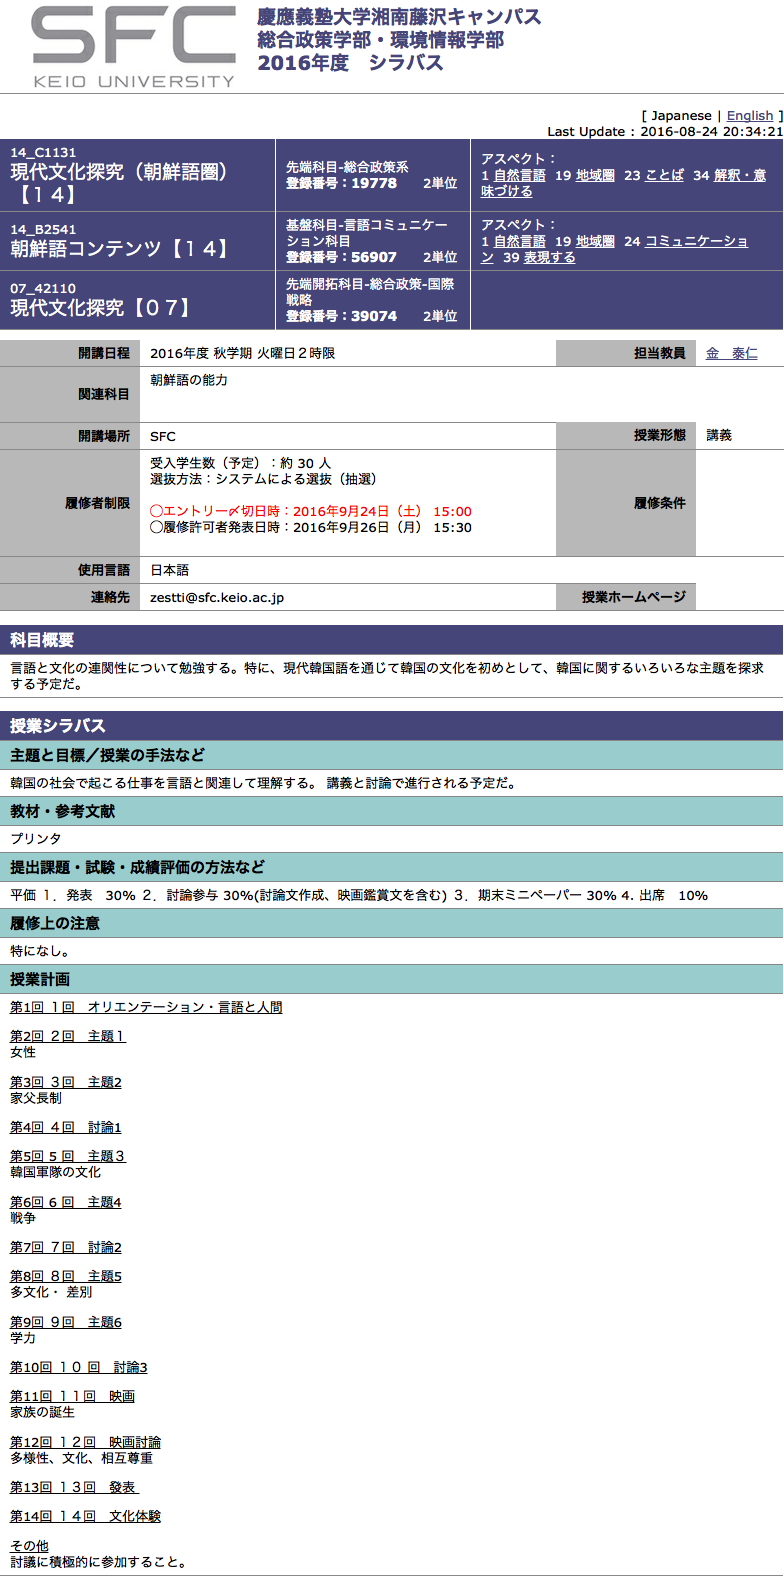 SFC
KEIO UNIVERSITY
慶應義塾大学湘南藤沢キャンパス
総合政策学部・環境情報学部
2016年度　シラバス
[ Japanese | English ]
Last Update : 2016-08-24 20:34:21
14_C1131
現代文化探究（朝鮮語圏）
【１４】
先端科目-総合政策系
登録番号：19778　　2単位
アスペクト：
1 自然言語  19 地域圏  23 ことば  34 解釈・意
味づける
14_B2541
朝鮮語コンテンツ【１４】
基盤科目-言語コミュニケー
ション科目
登録番号：56907　　2単位
アスペクト：
1 自然言語  19 地域圏  24 コミュニケーショ
ン  39 表現する
07_42110
現代文化探究【０７】
先端開拓科目-総合政策-国際
戦略
登録番号：39074　　2単位
開講日程　2016年度 秋学期 火曜日２時限　担当教員　金　泰仁
関連科目　朝鮮語の能力
開講場所　SFC　授業形態　講義
履修者制限
受入学生数（予定）：約 30 人
選抜方法：システムによる選抜（抽選）
◯エントリー〆切日時：2016年9月24日（土） 15:00
◯履修許可者発表日時：2016年9月26日（月） 15:30
履修条件
使用言語　日本語
連絡先　zestti@sfc.keio.ac.jp　授業ホームページ
科目概要
言語と文化の連関性について勉強する。特に、現代韓国語を通じて韓国の文化を初めとして、韓国に関するいろいろな主題を探求
する予定だ。
授業シラバス
主題と目標／授業の手法など
韓国の社会で起こる仕事を言語と関連して理解する。 講義と討論で進行される予定だ。
教材・参考文献
プリンタ
提出課題・試験・成績評価の方法など
平価 １．発表　30% ２．討論参与 30%(討論文作成、映画鑑賞文を含む) ３．期末ミニペーパー 30% 4. 出席　10%
履修上の注意
特になし。
授業計画
第1回 １回　オリエンテーション・言語と人間
第2回 ２回　主題１
女性
第3回 ３回　主題2
家父長制
第4回 ４回　討論1
第5回 5 回　主題３
韓国軍隊の文化
第6回 6 回　主題4
戦争
第7回 ７回　討論2
第8回 ８回　主題5
多文化・ 差別
第9回 ９回　主題6
学力
第10回 １０ 回　討論3
第11回 １１回　映画
家族の誕生
第12回 １２回　映画討論
多様性、文化、相互尊重
第13回 １３回　發表
第14回 １４回　文化体験
その他
討議に積極的に参加すること。